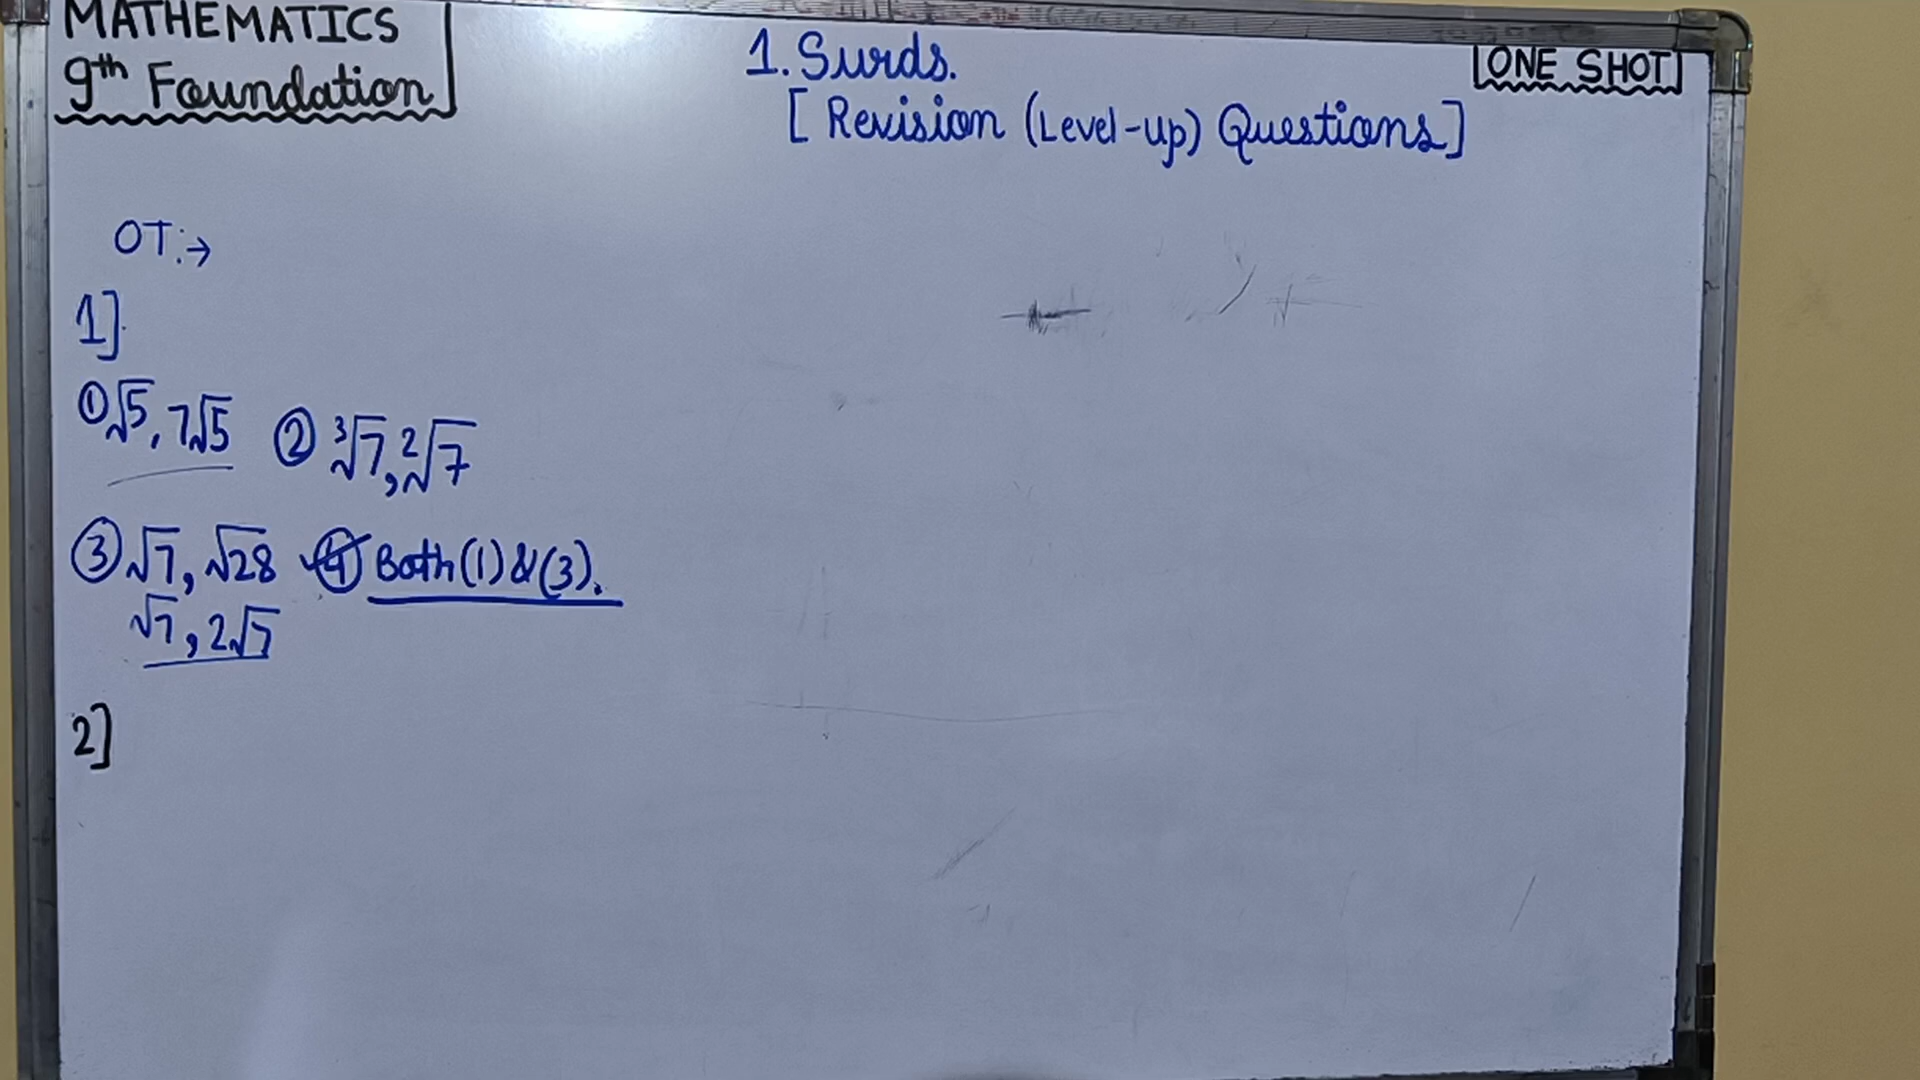 MATHEMATICS
9th Foundation
1. Surds.
[ Revision (Level-up) Questions ]
ONE SHOT
OT:→
1]
① √5, 7√5 ② ³√7, ²√7
③ √7, √28 ✓④ Both (1) & (3).
√7, 2√7
2]